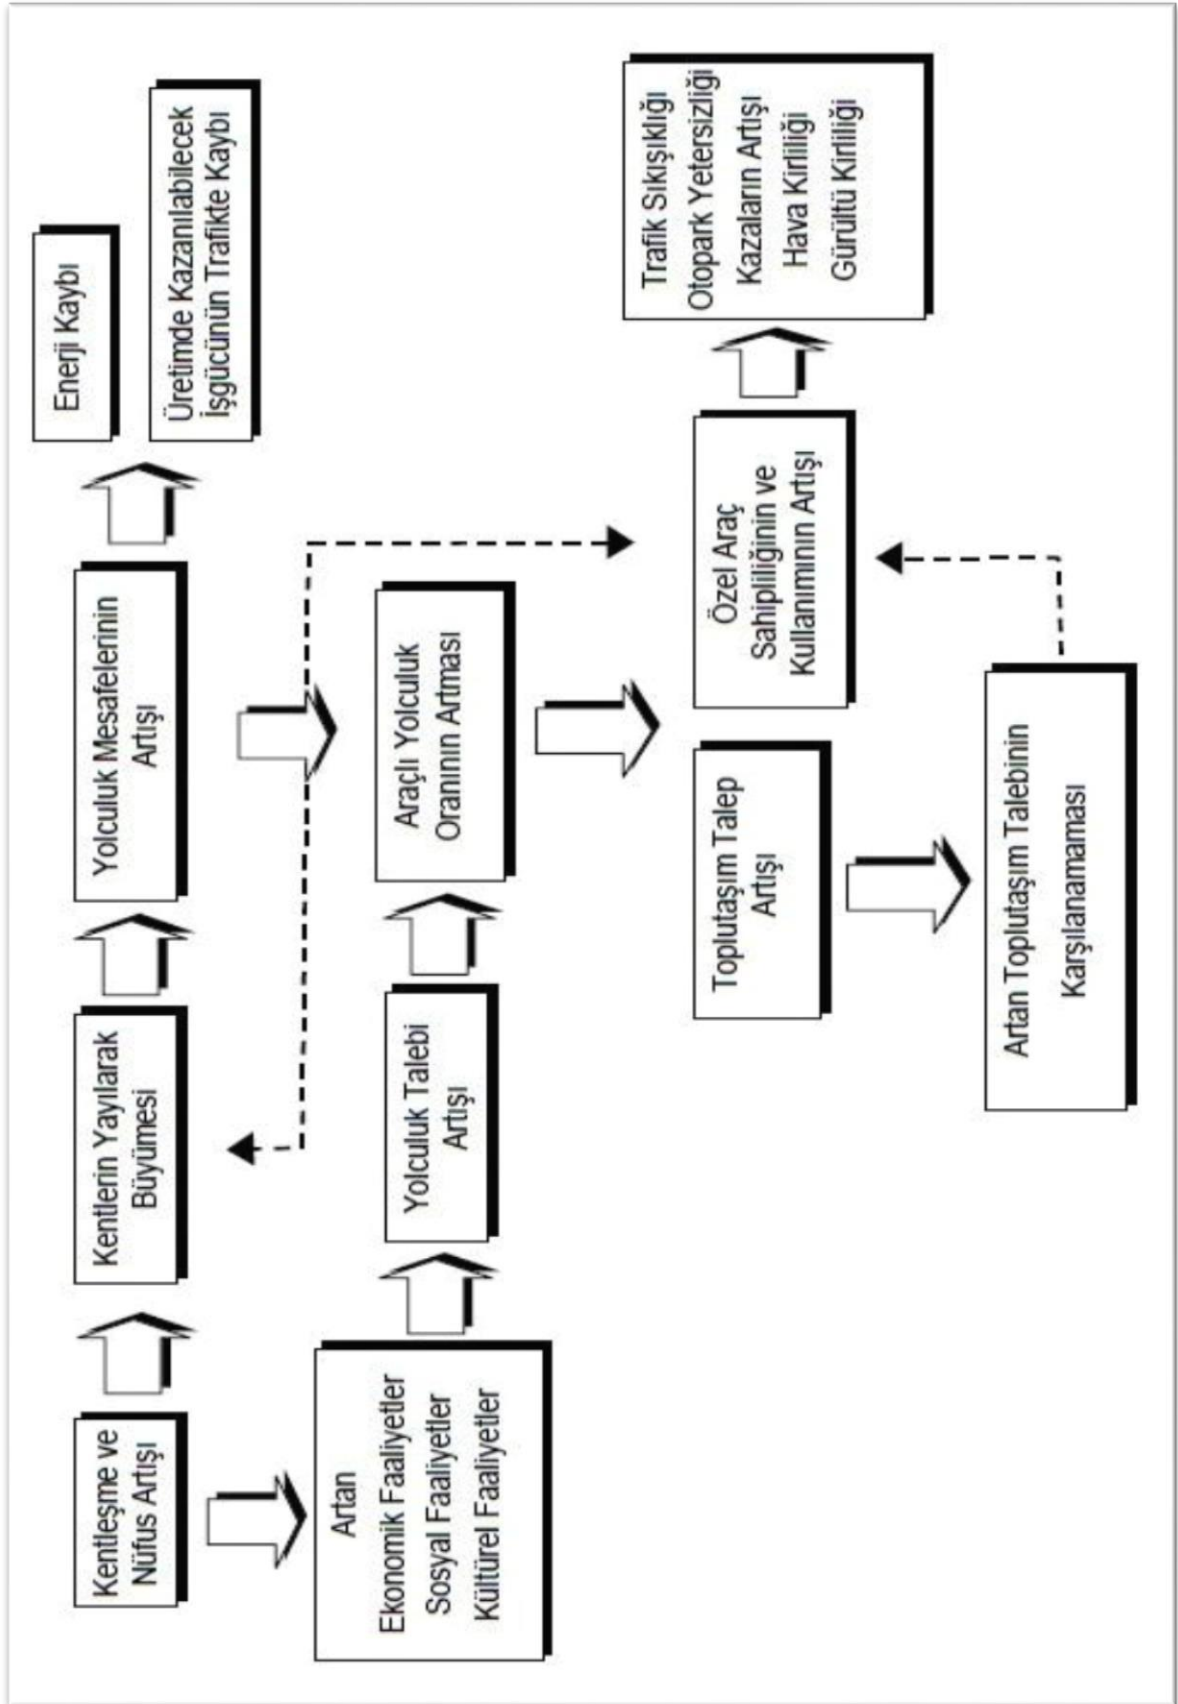 Kentleşme ve
Nüfus Artışı
Kentlerin Yayılarak
Büyümesi
Yolculuk Mesafelerinin
Artışı
Enerji Kaybı
Üretimde Kazanılabilecek
İşgücünün Trafikte Kaybı
Artan
Ekonomik Faaliyetler
Sosyal Faaliyetler
Kültürel Faaliyetler
Yolculuk Talebi
Artışı
Araçlı Yolculuk
Oranının Artması
Toplutaşım Talep
Artışı
Özel Araç
Sahipliliğinin ve
Kullanımının Artışı
Trafik Sıkışıklığı
Otopark Yetersizliği
Kazaların Artışı
Hava Kirliliği
Gürültü Kirliliği
Artan Toplutaşım Talebinin
Karşılanamaması